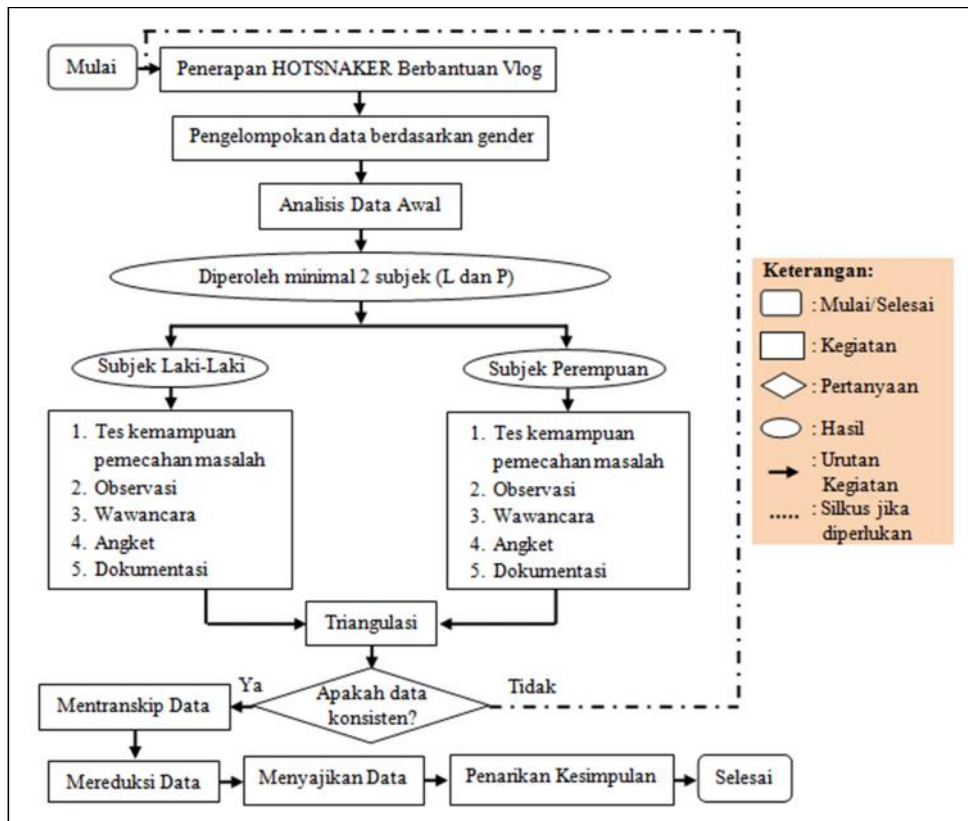 Mulai
Penerapan HOTSNAKER Berbantuan Vlog
Pengelompokan data berdasarkan gender
Analisis Data Awal
Diperoleh minimal 2 subjek (L dan P)
Subjek Laki-Laki
Subjek Perempuan
1. Tes kemampuan
pemecahan masalah
2. Observasi
3. Wawancara
4. Angket
5. Dokumentasi
1. Tes kemampuan
pemecahan masalah
2. Observasi
3. Wawancara
4. Angket
5. Dokumentasi
Triangulasi
Apakah data
konsisten?
Ya
Tidak
Mentranskip Data
Mereduksi Data
Menyajikan Data
Penarikan Kesimpulan
Selesai
Keterangan:
: Mulai/Selesai
: Kegiatan
: Pertanyaan
: Hasil
: Urutan
Kegiatan
: Silkus jika
diperlukan